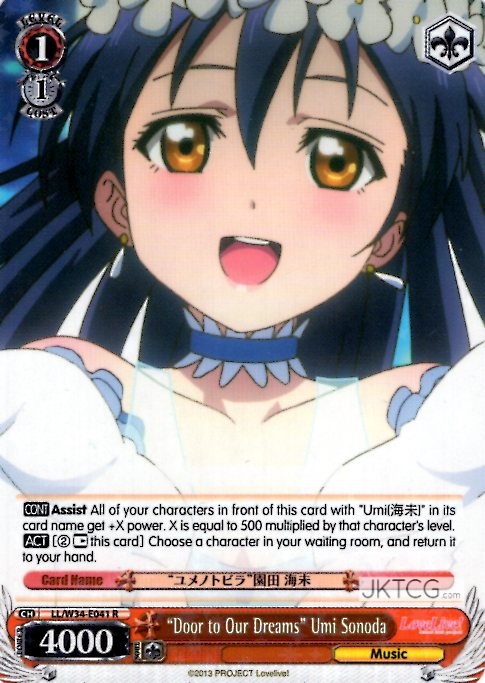 LEVEL
1
1
COST
CONT Assist All of your characters in front of this card with "Umi(海未)" in its
card name get +X power. X is equal to 500 multiplied by that character's level.
ACT [② this card] Choose a character in your waiting room, and return it
to your hand.
Card Name
"ユメノトビラ"園田 海未
JKTCG.com
CH LL/W34-E041 R
4000
"Door to Our Dreams" Umi Sonoda
LoveLive!
Music
©2013 PROJECT Lovelive!